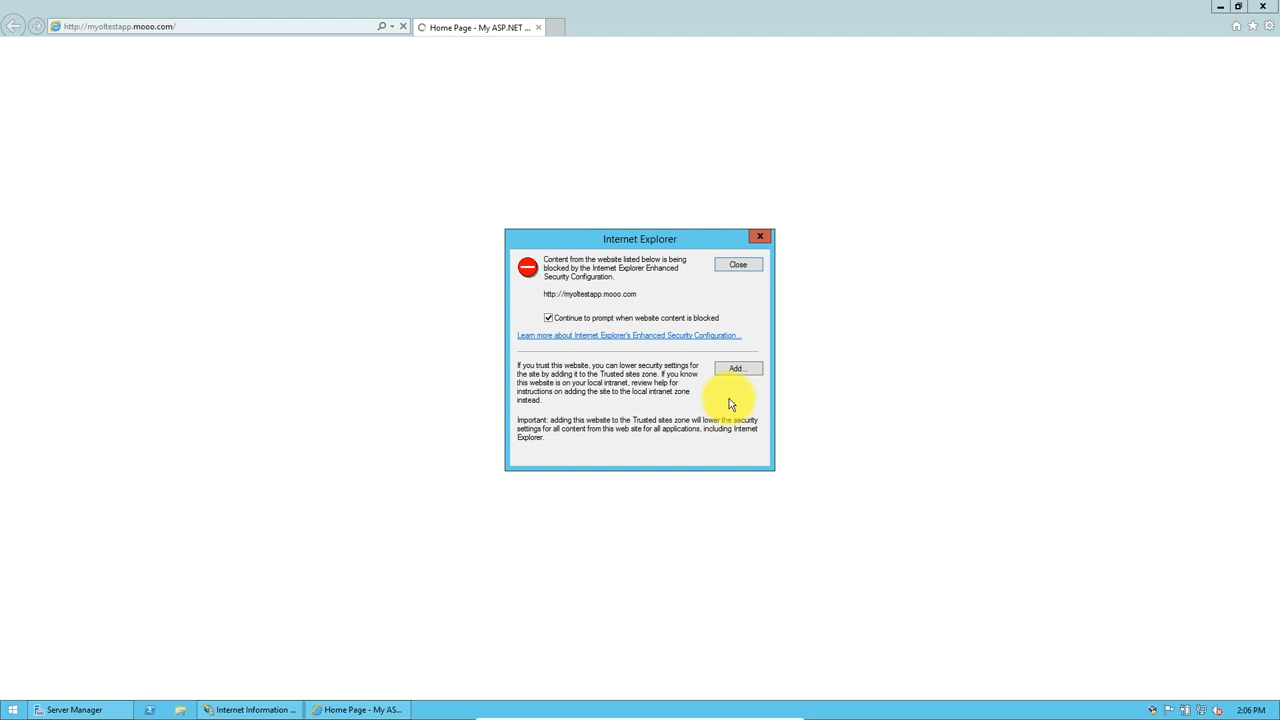 http://myoltestapp.mooo.com/
Home Page - My ASP.NET ...
Internet Explorer
Content from the website listed below is being
blocked by the Internet Explorer Enhanced
Security Configuration.
Close
http://myoltestapp.mooo.com
Continue to prompt when website content is blocked
Learn more about Internet Explorer's Enhanced Security Configuration...
If you trust this website, you can lower security settings for
the site by adding it to the Trusted sites zone. If you know
this website is on your local intranet, review help for
instructions on adding the site to the local intranet zone
instead.
Add...
Important: adding this website to the Trusted sites zone will lower the security
settings for all content from this web site for all applications, including Internet
Explorer.
Server Manager
Internet Information ...
Home Page - My AS...
2:06 PM